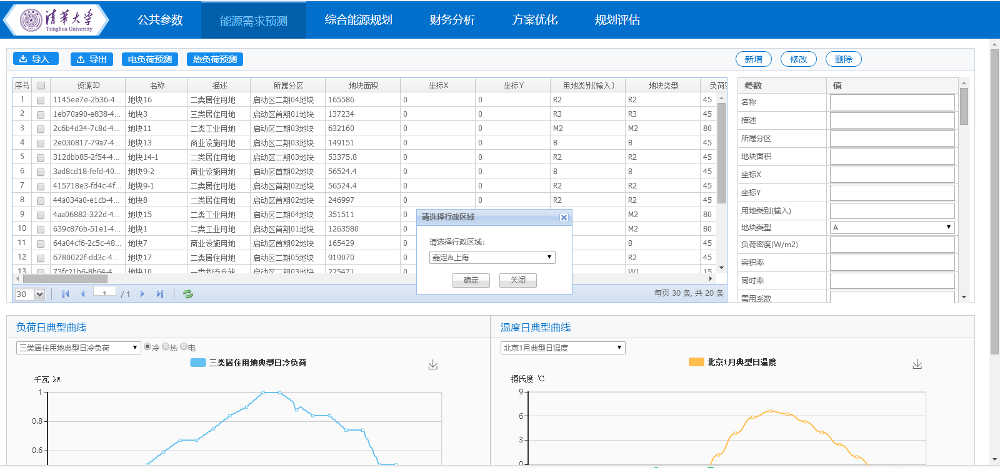 清華大学
Tsinghua University
公共参数 能源需求预测 综合能源规划 财务分析 方案优化 规划评估
导入 导出 电负荷预测 热负荷预测 新增 修改 删除
序号 资源ID 名称 描述 所属分区 地块面积 坐标X 坐标Y 用地类别(输入) 地块类型
1 1145ee7e-2b36-4... 地块16 二类居住用地 启动区二期04地块 165586 0 0 R2 R2 45
2 1eb70a90-e838-4... 地块3 三类居住用地 启动区首期01地块 137234 0 0 R3 R3 45
3 2c6b4d34-7c8d-4... 地块11 二类工业用地 启动区二期03地块 632160 0 0 M2 M2 80
4 2e036817-79a7-4... 地块13 商业设施用地 启动区二期03地块 149151 0 0 B B 45
5 312dbb85-2f54-4... 地块14-1 二类居住用地 启动区二期03地块 53375.8 0 0 R2 R2 45
6 3ad8cd18-fefd-40... 地块9-2 商业设施用地 启动区首期02地块 56524.4 0 0 B B 45
7 415718e3-fd4c-4f... 地块9-1 二类居住用地 启动区首期02地块 56524.4 0 0 R2 R2 45
8 44a034a0-e1cb-4... 地块8 二类居住用地 启动区首期02地块 246997 0 0 R2 R2 45
9 4aa06882-322d-4... 地块15 二类工业用地 启动区二期04地块 351511 0 M2 80
10 639c876b-51e1-4... 地块1 二类工业用地 启动区首期01地块 1263580 0 M2 80
11 64a04cf6-2c5c-48... 地块7 商业设施用地 启动区首期02地块 165429 0 B 45
12 6780022f-dd3c-4... 地块17 二类居住用地 启动区二期05地块 919070 0 R2 45
13 73fc21b6-8b64-4... 地块10 一类物流仓储 启动区二期03地块 225471 0 W1 15
30 1 / 1 每页 30 条, 共 20 条
参数 值
名称
描述
所属分区
地块面积
坐标X
坐标Y
用地类别(输入)
地块类型 A
负荷密度(W/m2)
容积率
同时率
需用系数
请选择行政区域
请选择行政区域:
嘉定&上海
确定 关闭
负荷日典型曲线
三类居住用地典型日冷负荷 冷 热 电
三类居住用地典型日冷负荷
千瓦 kW
1
0.8
0.6
温度日典型曲线
北京1月典型日温度
北京1月典型日温度
摄氏度 ℃
9
6
3
0